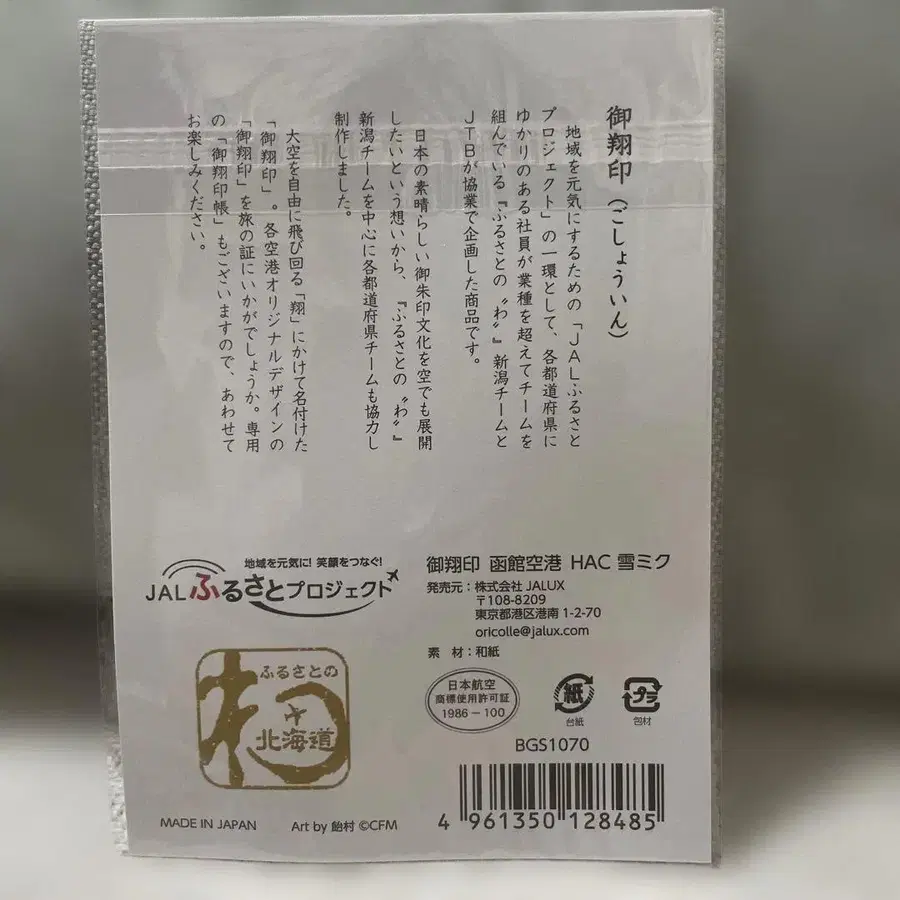 御翔印（ごしょういん）
地域を元気にするための「JALふるさと
プロジェクト」の一環として、各都道府県に
ゆかりのある社員が業種を超えてチームを
組んでいる『ふるさとの〝わ〟』新潟チームと
JTBが協業で企画した商品です。
日本の素晴らしい御朱印文化を空でも展開
したいという想いから、『ふるさとの〝わ〟』
新潟チームを中心に各都道府県チームも協力し
制作しました。
大空を自由に飛び回る「翔」にかけて名付けた
「御翔印」。各空港オリジナルデザインの
「御翔印」を旅の証にいかがでしょうか。専用
の「御翔印帳」もございますので、あわせて
お楽しみください。
地域を元気に! 笑顔をつなぐ!
JALふるさとプロジェクト
ふるさとの
わ
北海道
御翔印 函館空港 HAC 雪ミク
発売元：株式会社 JALUX
〒108-8209
東京都港区港南 1-2-70
oricolle@jalux.com
素 材：和紙
日本航空
商標使用許可証
1986－100
紙
台紙
プラ
包材
BGS1070
4 961350 128485
MADE IN JAPAN
Art by 飴村 ©CFM